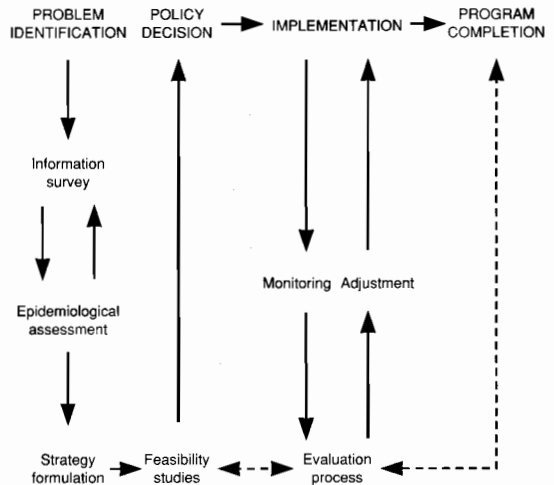 PROBLEM
IDENTIFICATION
POLICY
DECISION
IMPLEMENTATION
PROGRAM
COMPLETION
Information
survey
Epidemiological
assessment
Monitoring
Adjustment
Strategy
formulation
Feasibility
studies
Evaluation
process